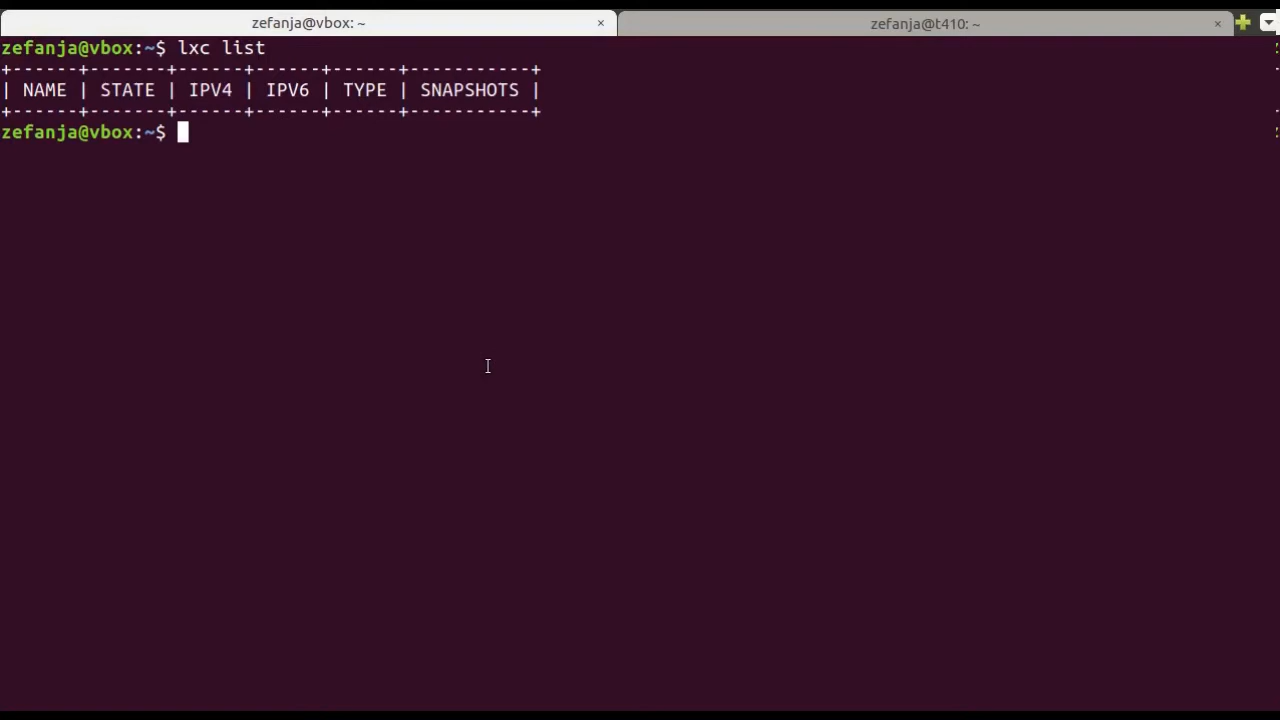 zefanja@vbox: ~ × zefanja@t410: ~ ×
zefanja@vbox:~$ lxc list
+------+-------+------+------+------+-----------+
| NAME | STATE | IPV4 | IPV6 | TYPE | SNAPSHOTS |
+------+-------+------+------+------+-----------+
zefanja@vbox:~$